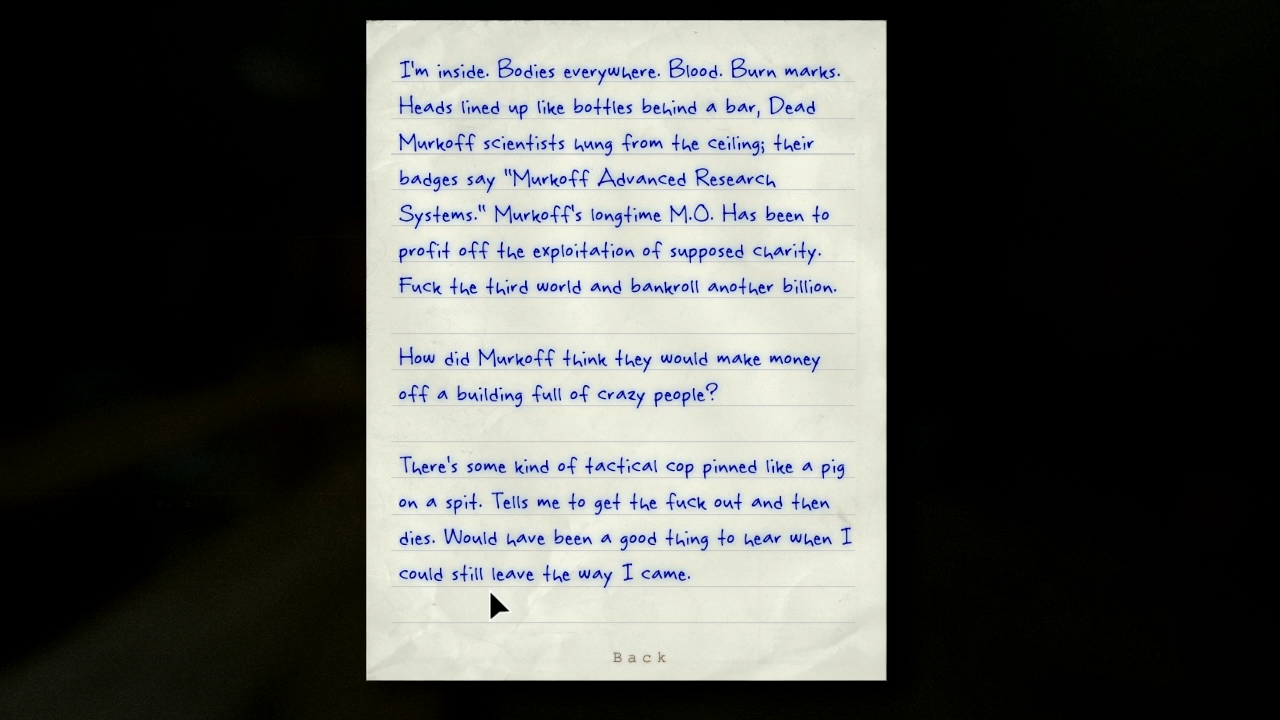 I'm inside. Bodies everywhere. Blood. Burn marks.
Heads lined up like bottles behind a bar, Dead
Murkoff scientists hung from the ceiling; their
badges say "Murkoff Advanced Research
Systems." Murkoff's longtime M.O. Has been to
profit off the exploitation of supposed charity.
Fuck the third world and bankroll another billion.
How did Murkoff think they would make money
off a building full of crazy people?
There's some kind of tactical cop pinned like a pig
on a spit. Tells me to get the fuck out and then
dies. Would have been a good thing to hear when I
could still leave the way I came.
Back